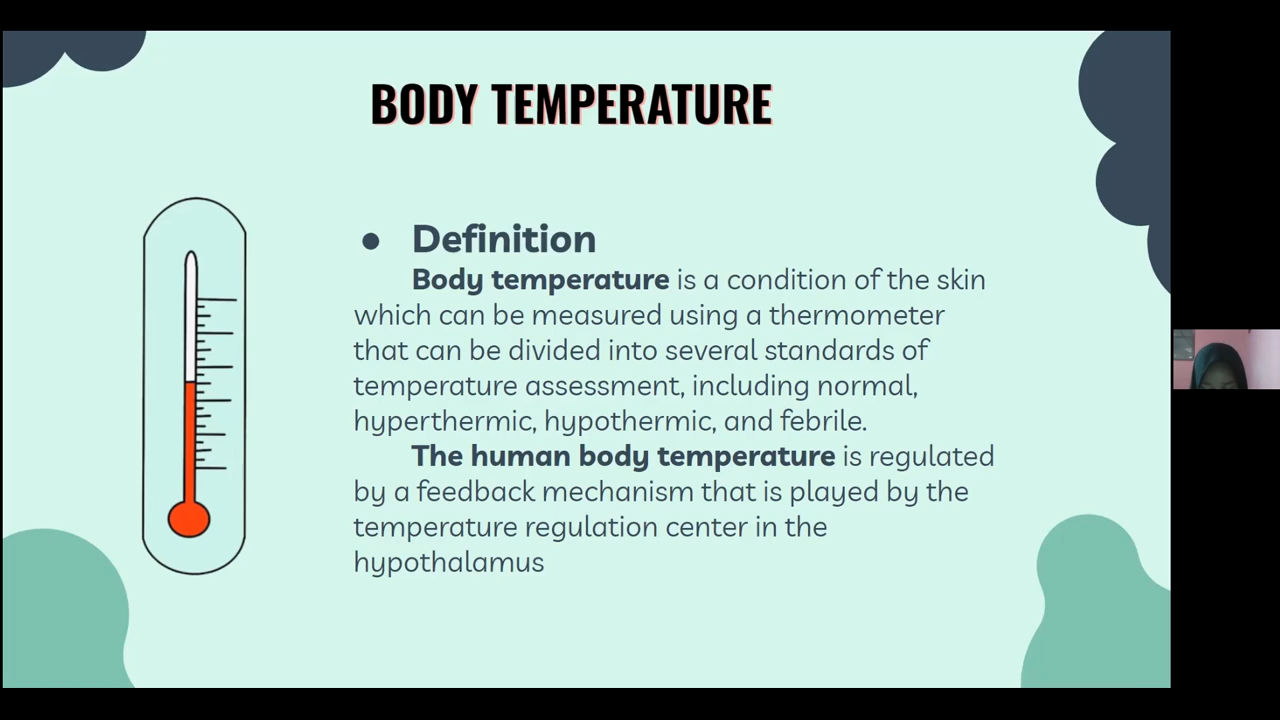 BODY TEMPERATURE
● Definition
Body temperature is a condition of the skin
which can be measured using a thermometer
that can be divided into several standards of
temperature assessment, including normal,
hyperthermic, hypothermic, and febrile.
The human body temperature is regulated
by a feedback mechanism that is played by the
temperature regulation center in the
hypothalamus